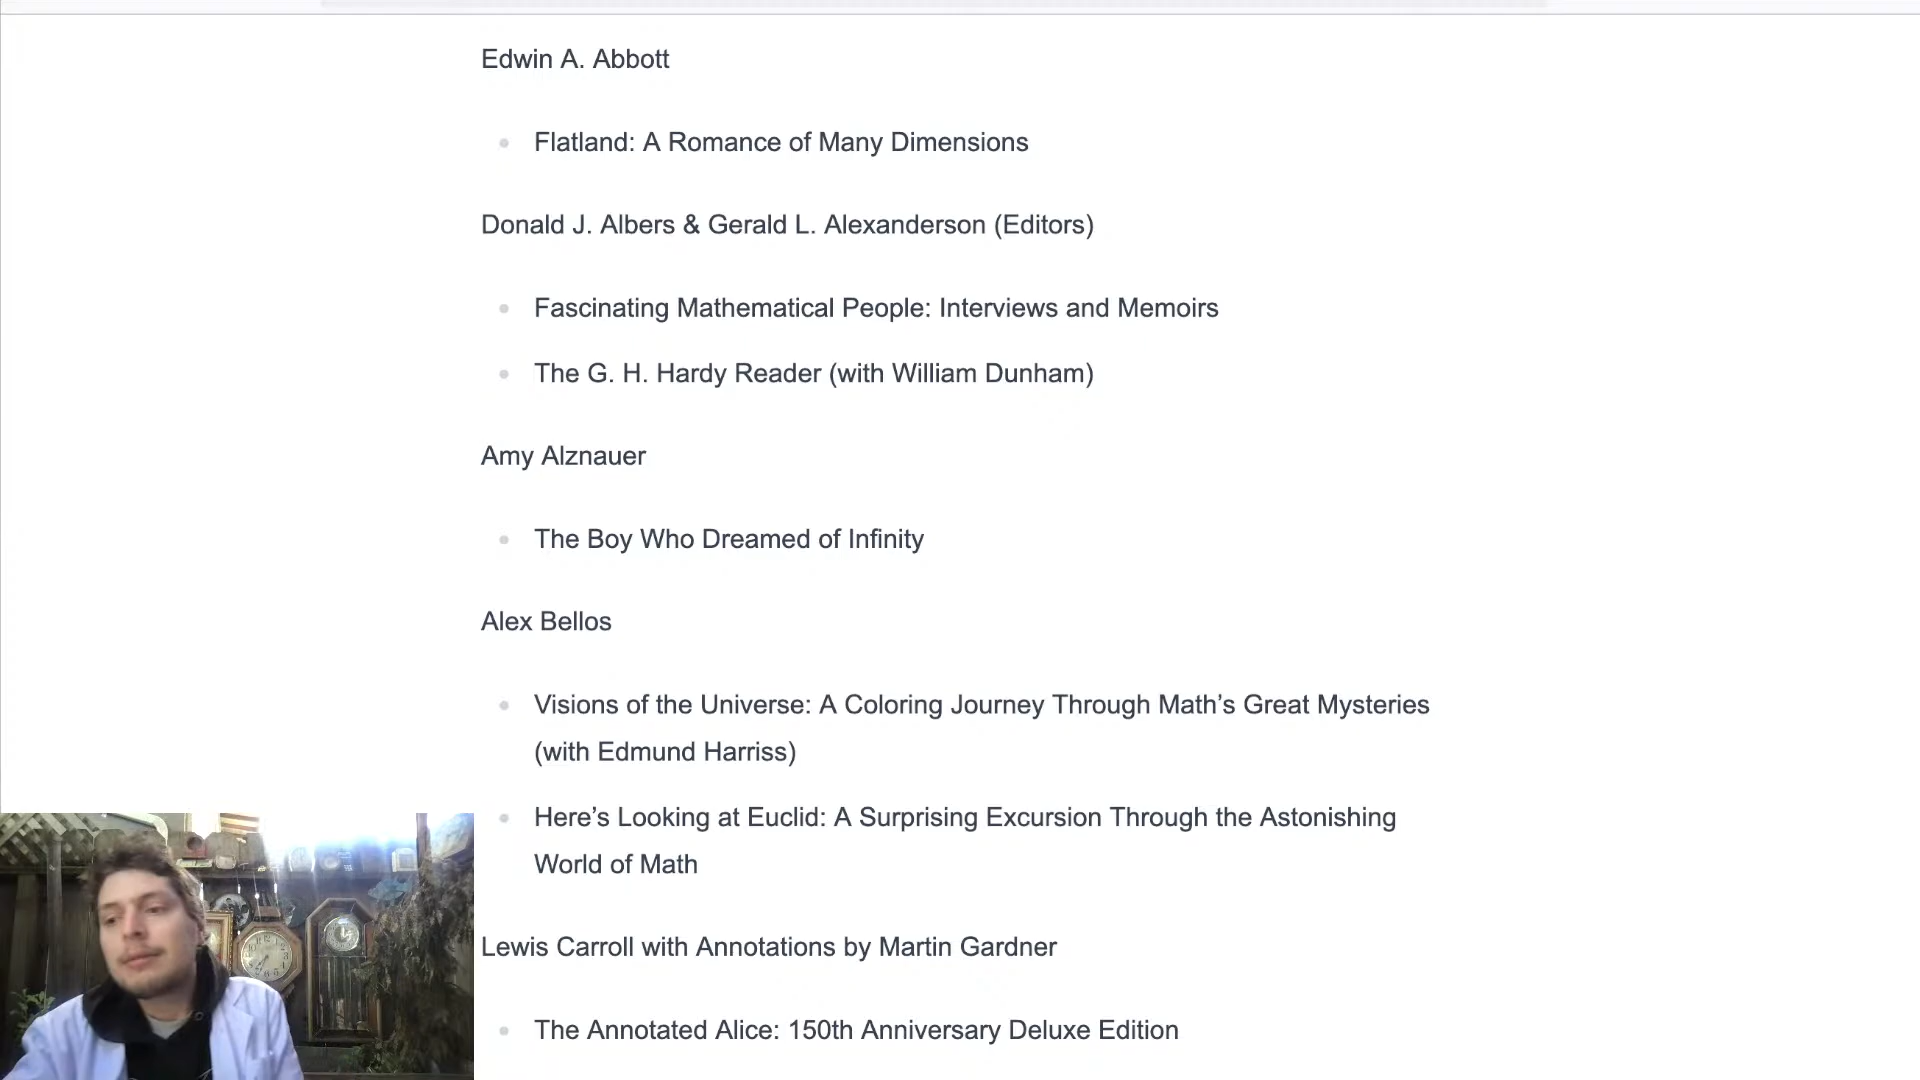 Edwin A. Abbott
Flatland: A Romance of Many Dimensions
Donald J. Albers & Gerald L. Alexanderson (Editors)
Fascinating Mathematical People: Interviews and Memoirs
The G. H. Hardy Reader (with William Dunham)
Amy Alznauer
The Boy Who Dreamed of Infinity
Alex Bellos
Visions of the Universe: A Coloring Journey Through Math’s Great Mysteries
(with Edmund Harriss)
Here’s Looking at Euclid: A Surprising Excursion Through the Astonishing
World of Math
Lewis Carroll with Annotations by Martin Gardner
The Annotated Alice: 150th Anniversary Deluxe Edition